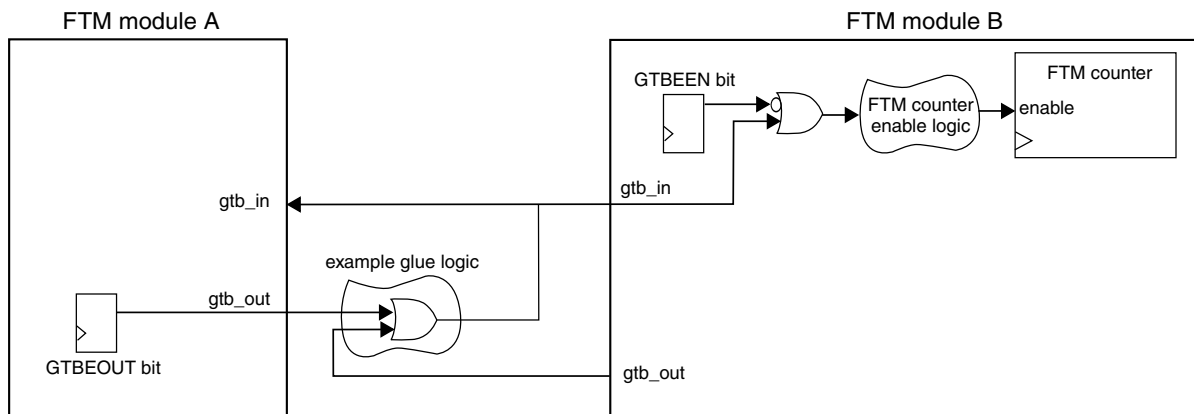 FTM module A
FTM module B
GTBEEN bit
FTM counter
enable logic
FTM counter
enable
gtb_in
gtb_in
example glue logic
gtb_out
GTBEOUT bit
gtb_out